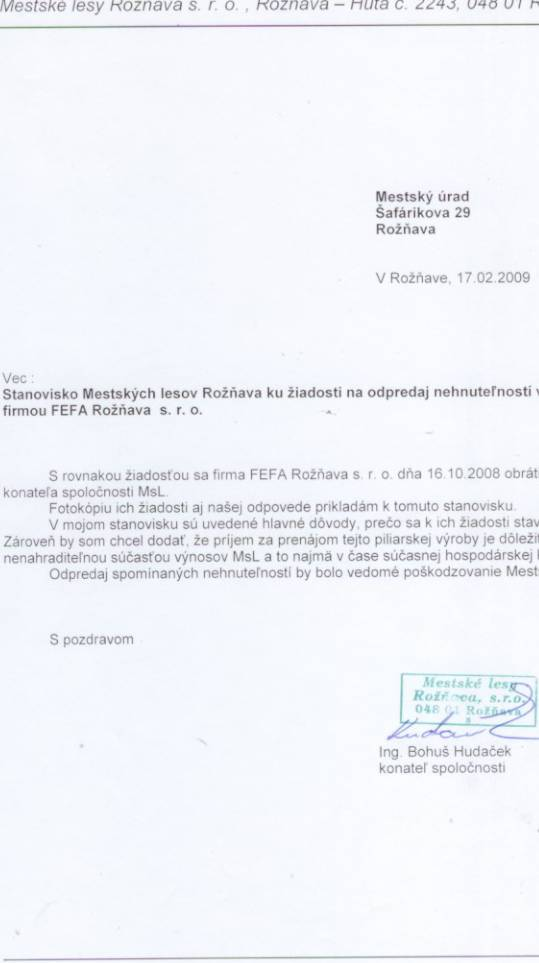 Mestské lesy Rožňava s. r. o. , Rožňava – Huta č. 2243, 048 01 R
Mestský úrad
Šafárikova 29
Rožňava
V Rožňave, 17.02.2009
Vec :
Stanovisko Mestských lesov Rožňava ku žiadosti na odpredaj nehnuteľnosti v
firmou FEFA Rožňava s. r. o.
S rovnakou žiadosťou sa firma FEFA Rožňava s. r. o. dňa 16.10.2008 obráti
konateľa spoločnosti MsL.
Fotokópiu ich žiadosti aj našej odpovede prikladám k tomuto stanovisku.
V mojom stanovisku sú uvedené hlavné dôvody, prečo sa k ich žiadosti stav
Zároveň by som chcel dodať, že príjem za prenájom tejto piliarskej výroby je dôležit
nenahraditeľnou súčasťou výnosov MsL a to najmä v čase súčasnej hospodárskej
Odpredaj spomínaných nehnuteľností by bolo vedomé poškodzovanie Mest
S pozdravom
Mestské lesy
Rožňava, s.r.o.
048 01 Rožňava
3
Ing. Bohuš Hudaček
konateľ spoločnosti